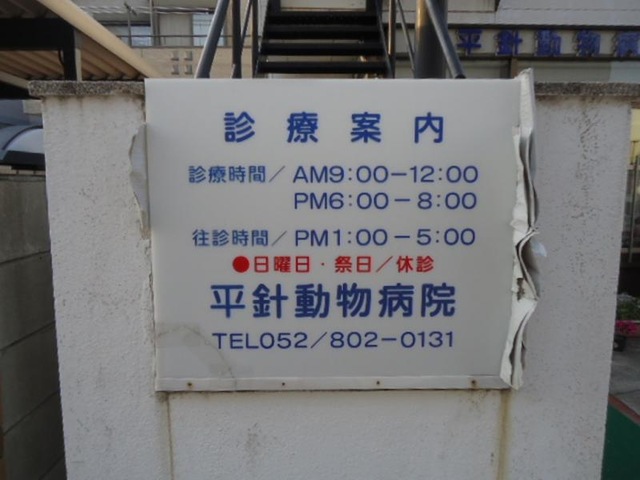 平針動物病院
診療案内
診療時間／AM9:00－12:00
PM6:00－8:00
往診時間／PM1:00－5:00
●日曜日・祭日／休診
平針動物病院
TEL052／802－0131